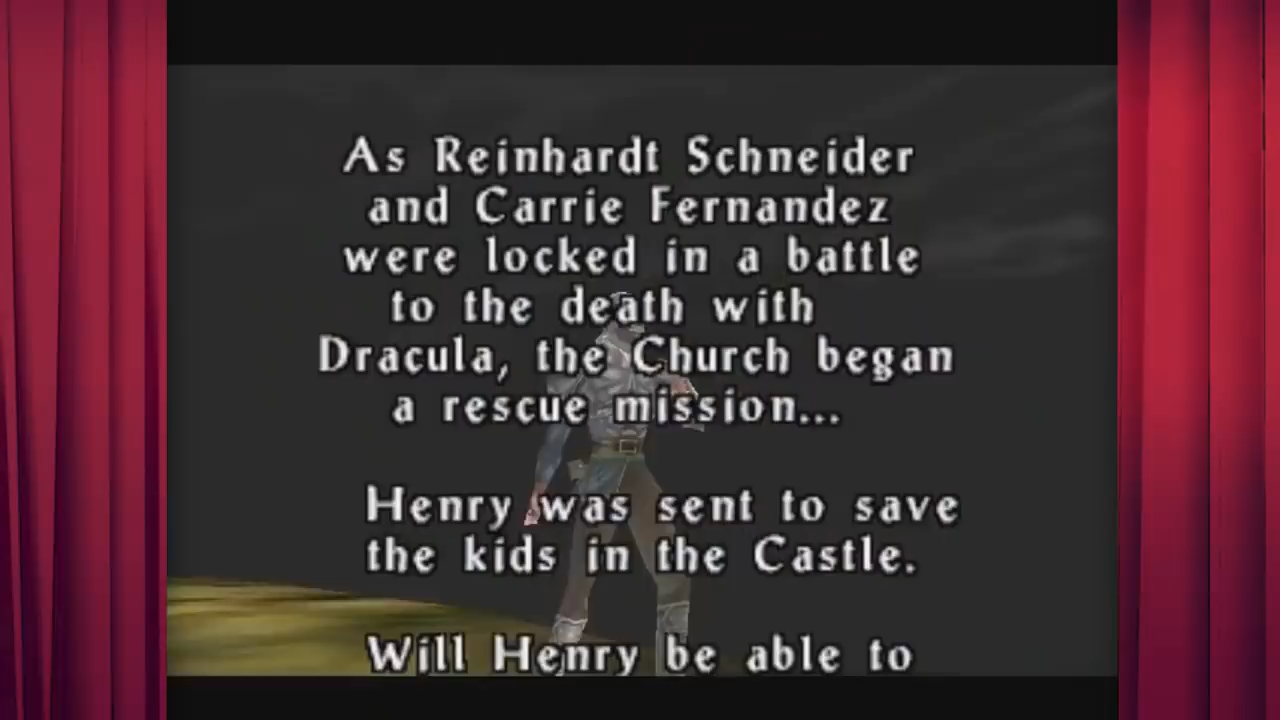 As Reinhardt Schneider
and Carrie Fernandez
were locked in a battle
to the death with
Dracula, the Church began
a rescue mission...
Henry was sent to save
the kids in the Castle.
Will Henry be able to